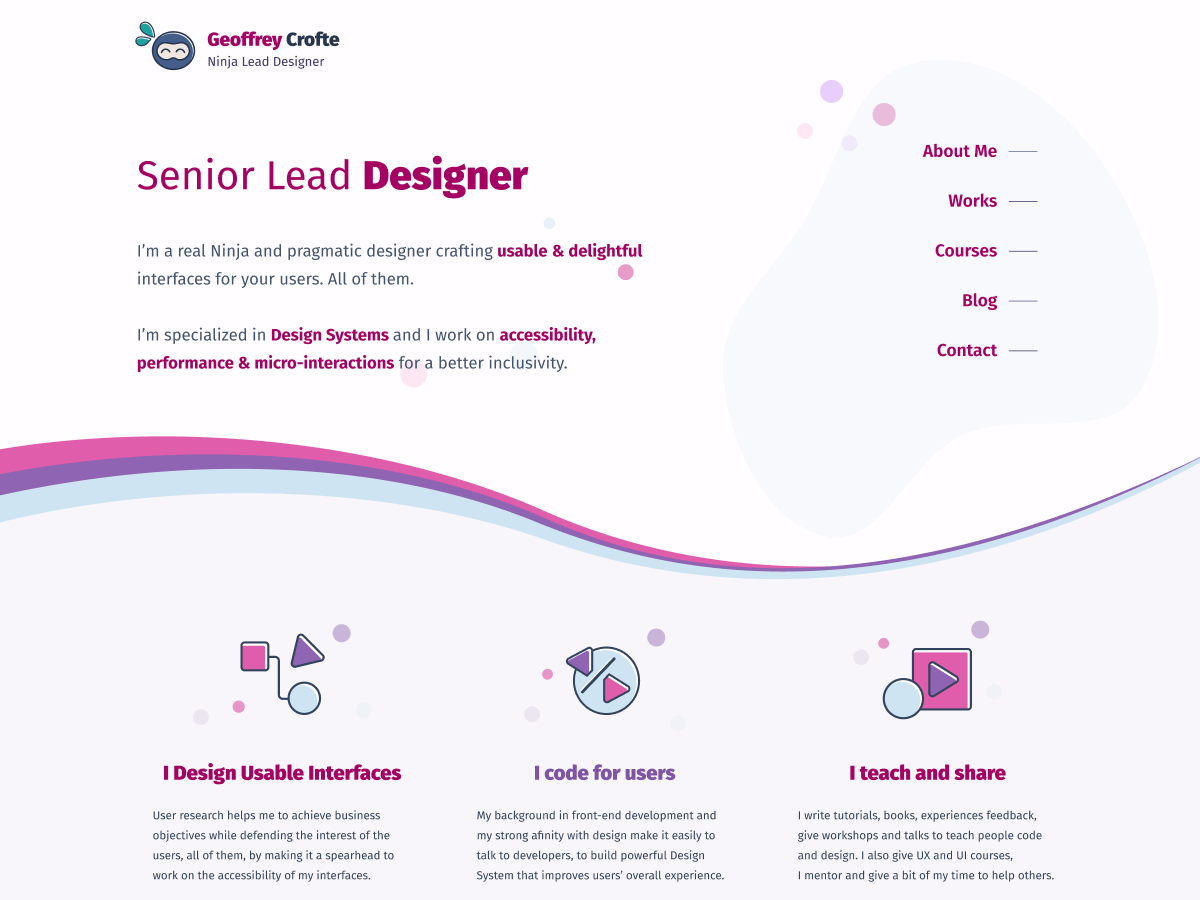 Geoffrey Crofte
Ninja Lead Designer
Senior Lead Designer
I’m a real Ninja and pragmatic designer crafting usable & delightful
interfaces for your users. All of them.
I’m specialized in Design Systems and I work on accessibility,
performance & micro-interactions for a better inclusivity.
About Me
Works
Courses
Blog
Contact
I Design Usable Interfaces
User research helps me to achieve business
objectives while defending the interest of the
users, all of them, by making it a spearhead to
work on the accessibility of my interfaces.
I code for users
My background in front-end development and
my strong afinity with design make it easily to
talk to developers, to build powerful Design
System that improves users’ overall experience.
I teach and share
I write tutorials, books, experiences feedback,
give workshops and talks to teach people code
and design. I also give UX and UI courses,
I mentor and give a bit of my time to help others.